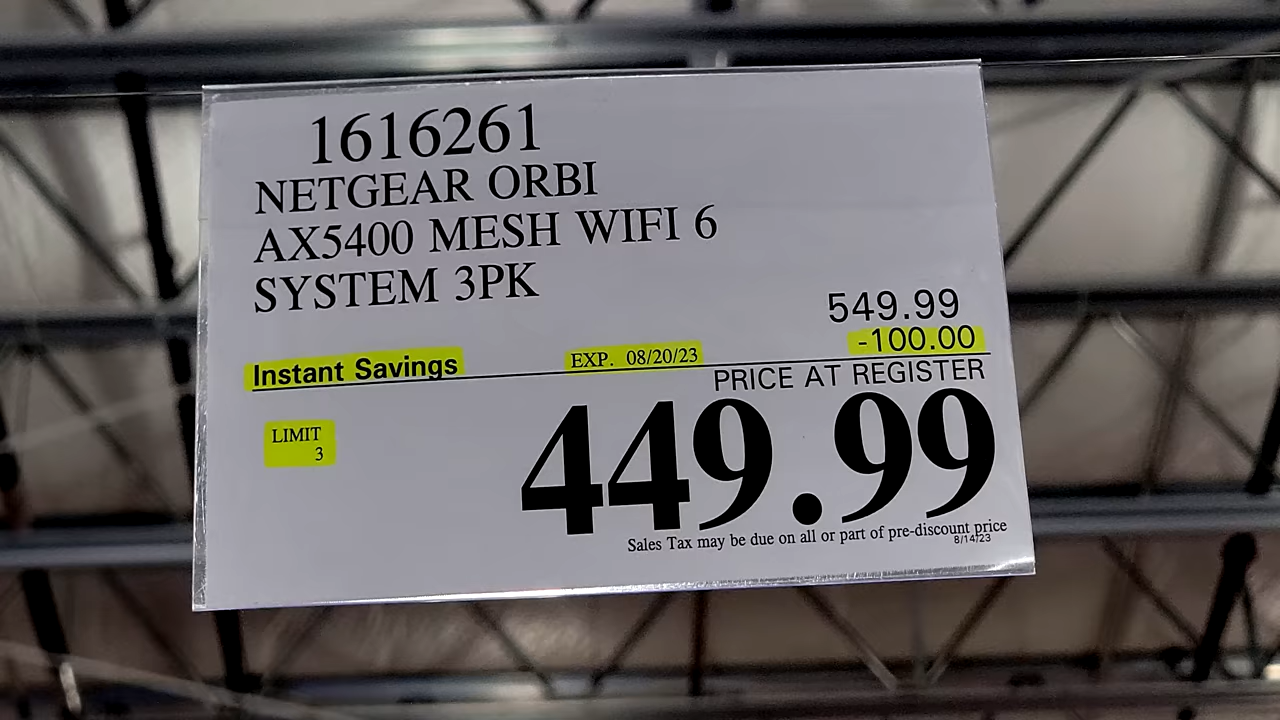 1616261
NETGEAR ORBI
AX5400 MESH WIFI 6
SYSTEM 3PK
549.99
-100.00
Instant Savings EXP. 08/20/23
PRICE AT REGISTER
LIMIT
3
449.99
Sales Tax may be due on all or part of pre-discount price
8/14/23